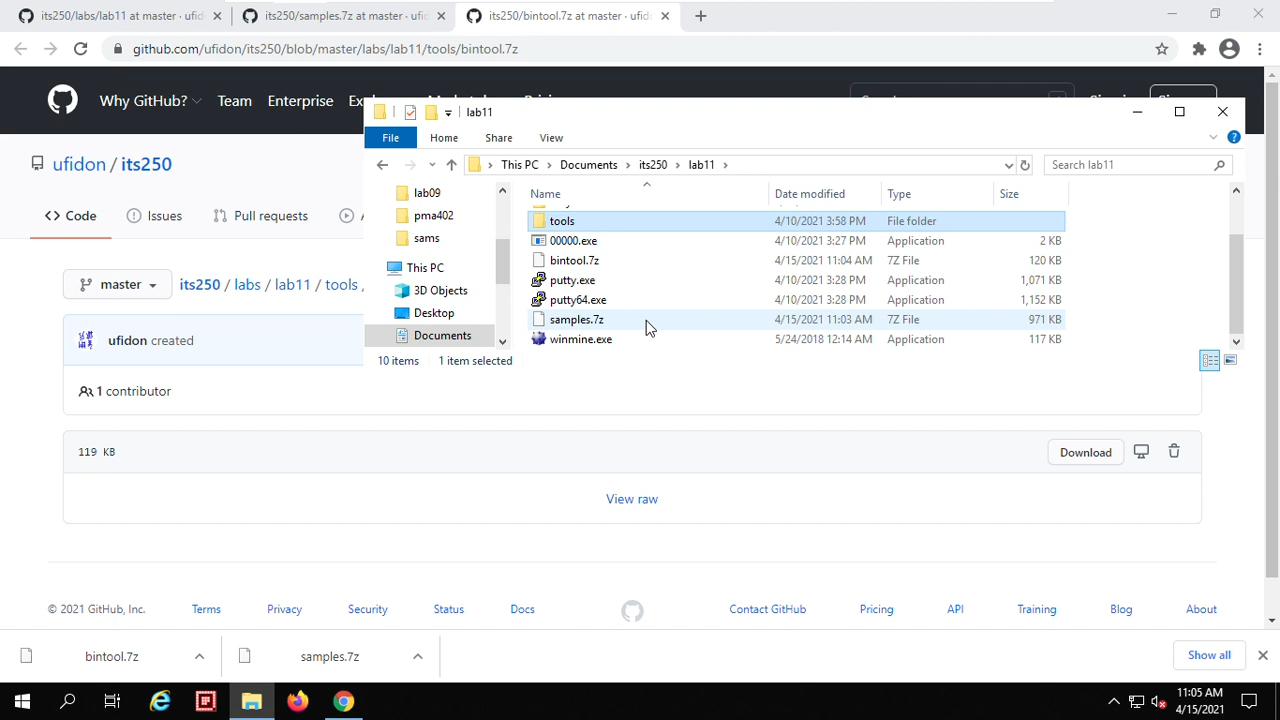 its250/labs/lab11 at master · ufid
its250/samples.7z at master · ufid
its250/bintool.7z at master · ufid
github.com/ufidon/its250/blob/master/labs/lab11/tools/bintool.7z
Why GitHub? Team Enterprise
lab11
File Home Share View
This PC > Documents > its250 > lab11 >
Search lab11
ufidon / its250
Code Issues Pull requests
lab09
pma402
sams
This PC
3D Objects
Desktop
Documents
Name Date modified Type Size
tools 4/10/2021 3:58 PM File folder
00000.exe 4/10/2021 3:27 PM Application 2 KB
bintool.7z 4/15/2021 11:04 AM 7Z File 120 KB
putty.exe 4/10/2021 3:28 PM Application 1,071 KB
putty64.exe 4/10/2021 3:28 PM Application 1,152 KB
samples.7z 4/15/2021 11:03 AM 7Z File 971 KB
winmine.exe 5/24/2018 12:14 AM Application 117 KB
10 items 1 item selected
master
its250 / labs / lab11 / tools /
ufidon created
1 contributor
119 KB
Download
View raw
© 2021 GitHub, Inc. Terms Privacy Security Status Docs Contact GitHub Pricing API Training Blog About
bintool.7z
samples.7z
Show all
11:05 AM
4/15/2021